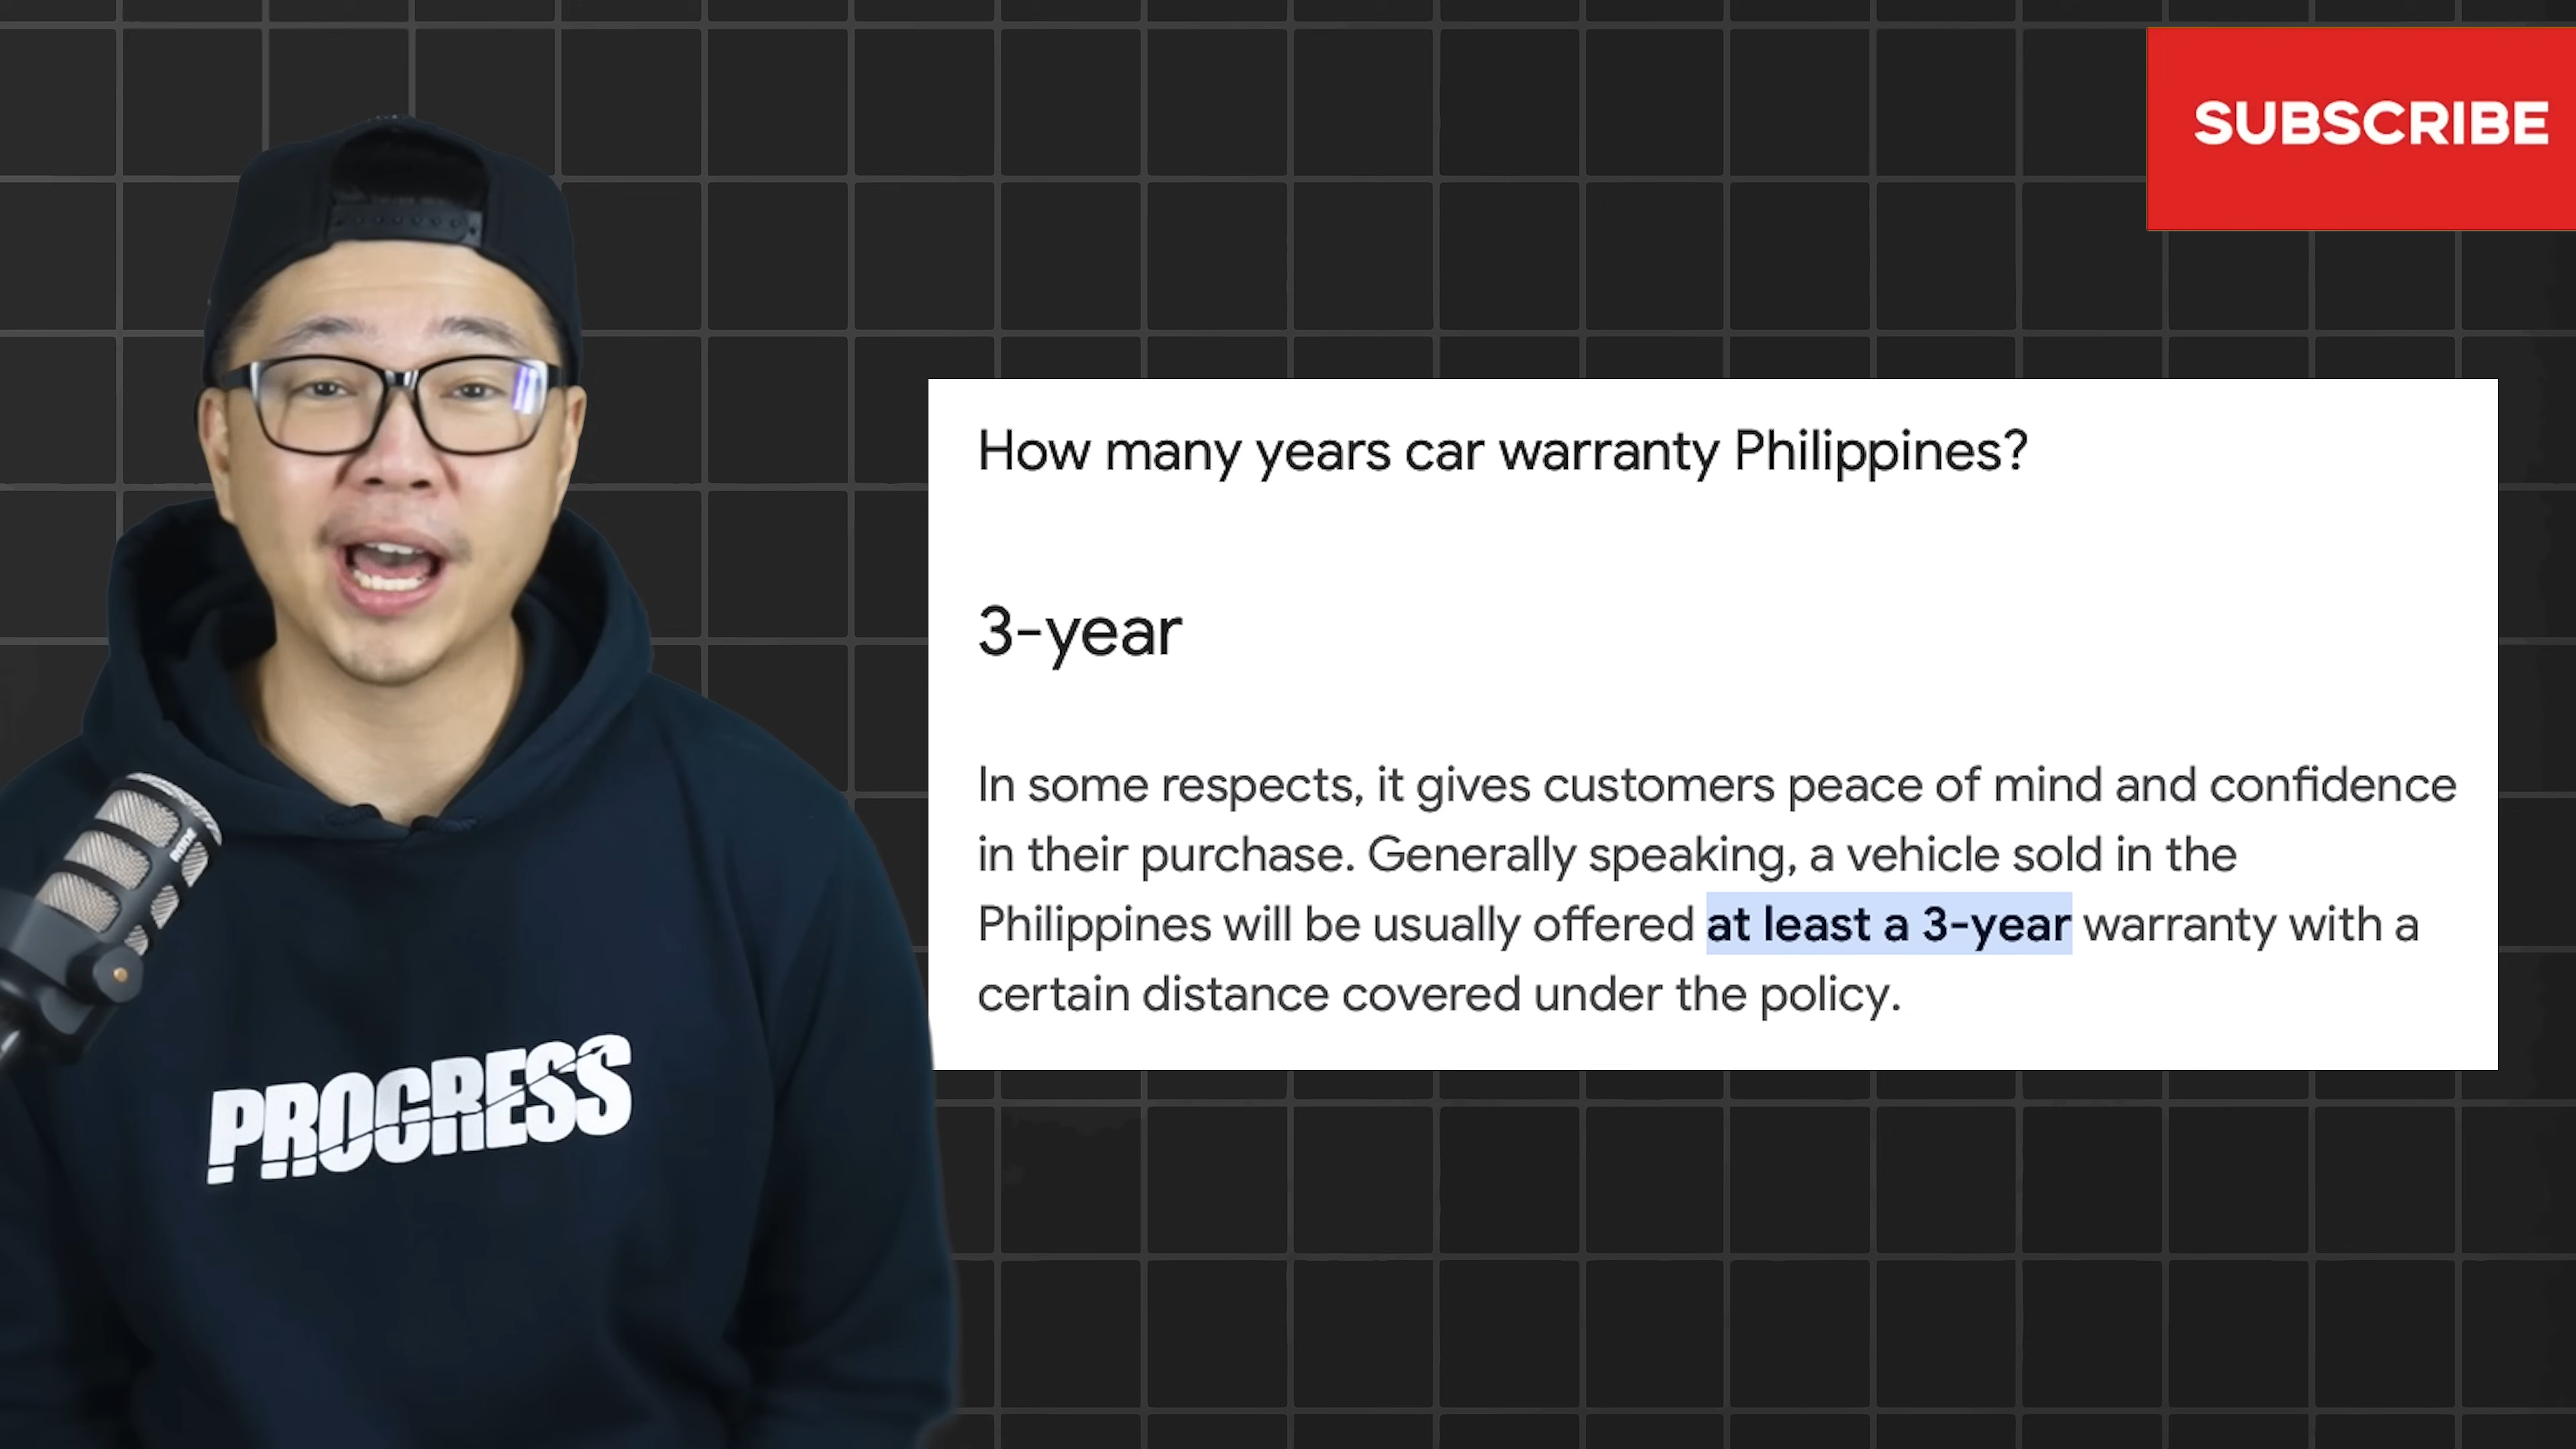 SUBSCRIBE
How many years car warranty Philippines?
3-year
In some respects, it gives customers peace of mind and confidence
in their purchase. Generally speaking, a vehicle sold in the
Philippines will be usually offered at least a 3-year warranty with a
certain distance covered under the policy.
RODE
PROGRESS